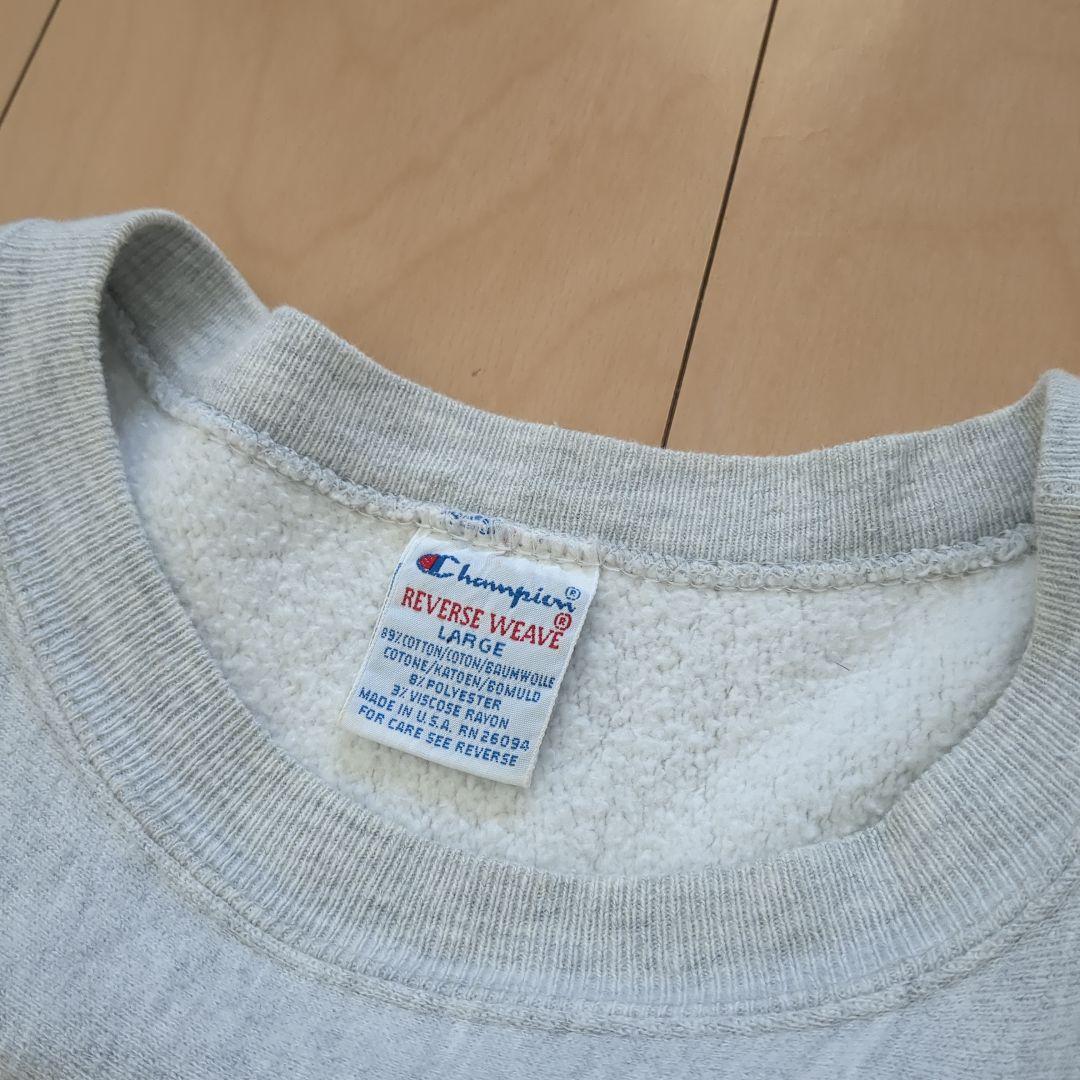 Champion®
REVERSE WEAVE®
LARGE
89% COTTON/COTON/BAUMWOLLE
COTONE/KATOEN/BOMULD
8% POLYESTER
3% VISCOSE RAYON
MADE IN U.S.A. RN 26094
FOR CARE SEE REVERSE